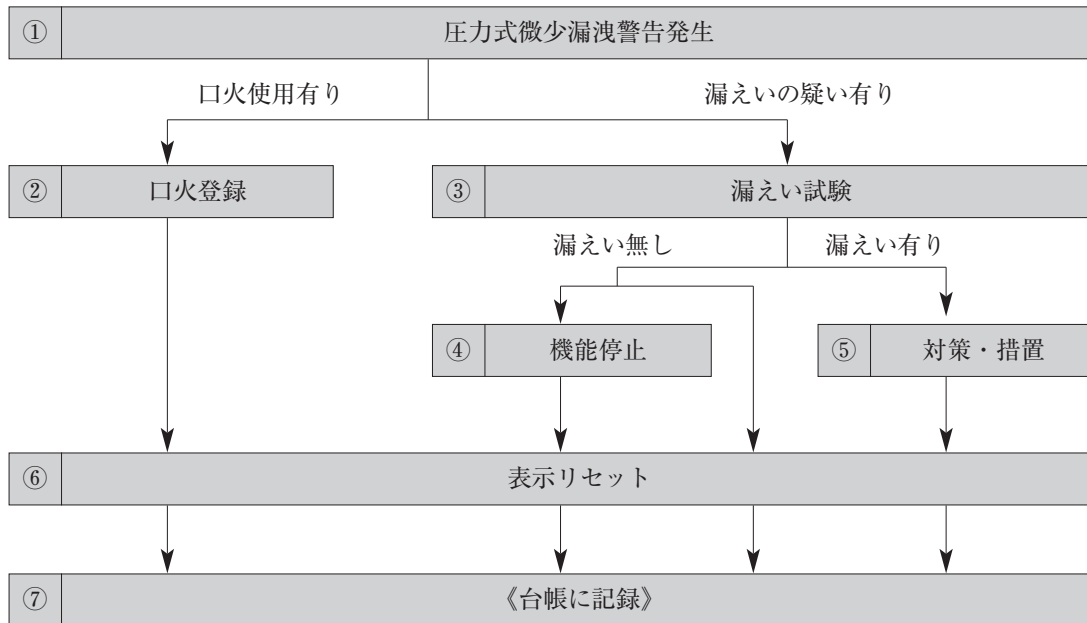 ① 圧力式微少漏洩警告発生
口火使用有り 漏えいの疑い有り
② 口火登録 ③ 漏えい試験
漏えい無し 漏えい有り
④ 機能停止 ⑤ 対策・措置
⑥ 表示リセット
⑦ 《台帳に記録》